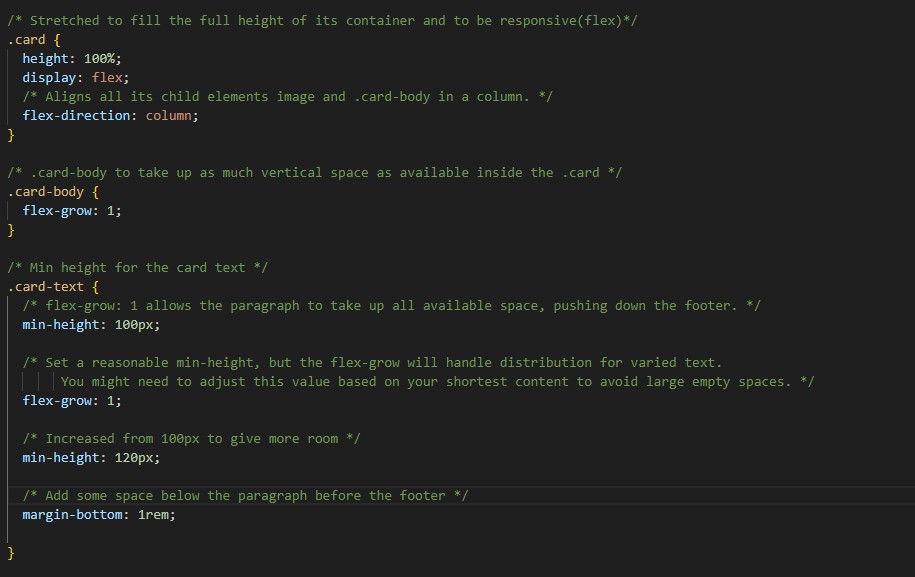 /* Stretched to fill the full height of its container and to be responsive(flex)*/
.card {
height: 100%;
display: flex;
/* Aligns all its child elements image and .card-body in a column. */
flex-direction: column;
}
/* .card-body to take up as much vertical space as available inside the .card */
.card-body {
flex-grow: 1;
}
/* Min height for the card text */
.card-text {
/* flex-grow: 1 allows the paragraph to take up all available space, pushing down the footer. */
min-height: 100px;
/* Set a reasonable min-height, but the flex-grow will handle distribution for varied text.
You might need to adjust this value based on your shortest content to avoid large empty spaces. */
flex-grow: 1;
/* Increased from 100px to give more room */
min-height: 120px;
/* Add some space below the paragraph before the footer */
margin-bottom: 1rem;
}